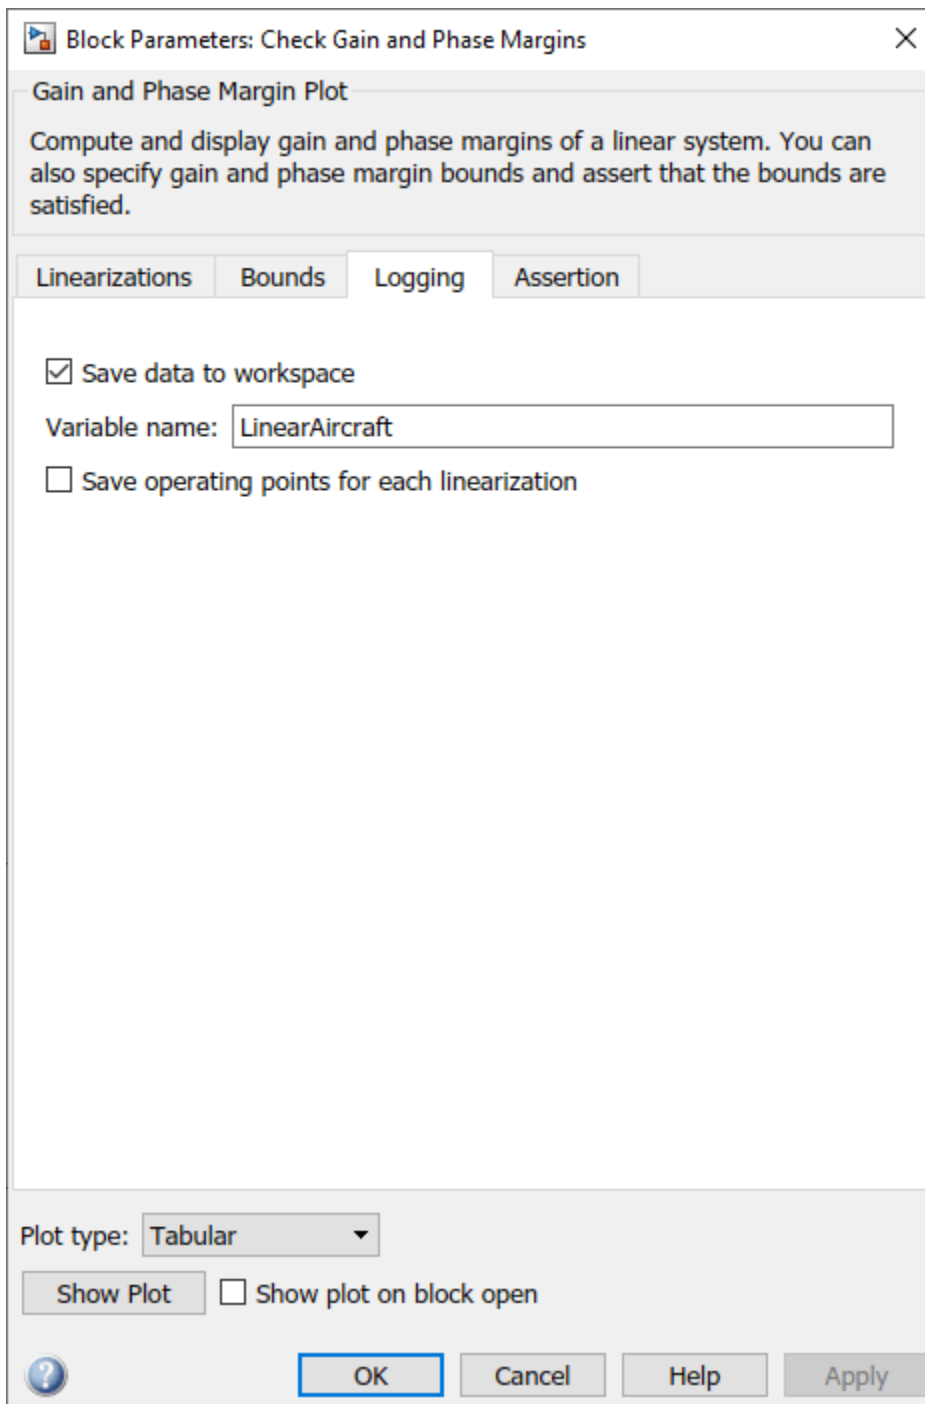 Block Parameters: Check Gain and Phase Margins
Gain and Phase Margin Plot
Compute and display gain and phase margins of a linear system. You can
also specify gain and phase margin bounds and assert that the bounds are
satisfied.
Linearizations Bounds Logging Assertion
Save data to workspace
Variable name: LinearAircraft
Save operating points for each linearization
Plot type: Tabular
Show Plot Show plot on block open
? OK Cancel Help Apply